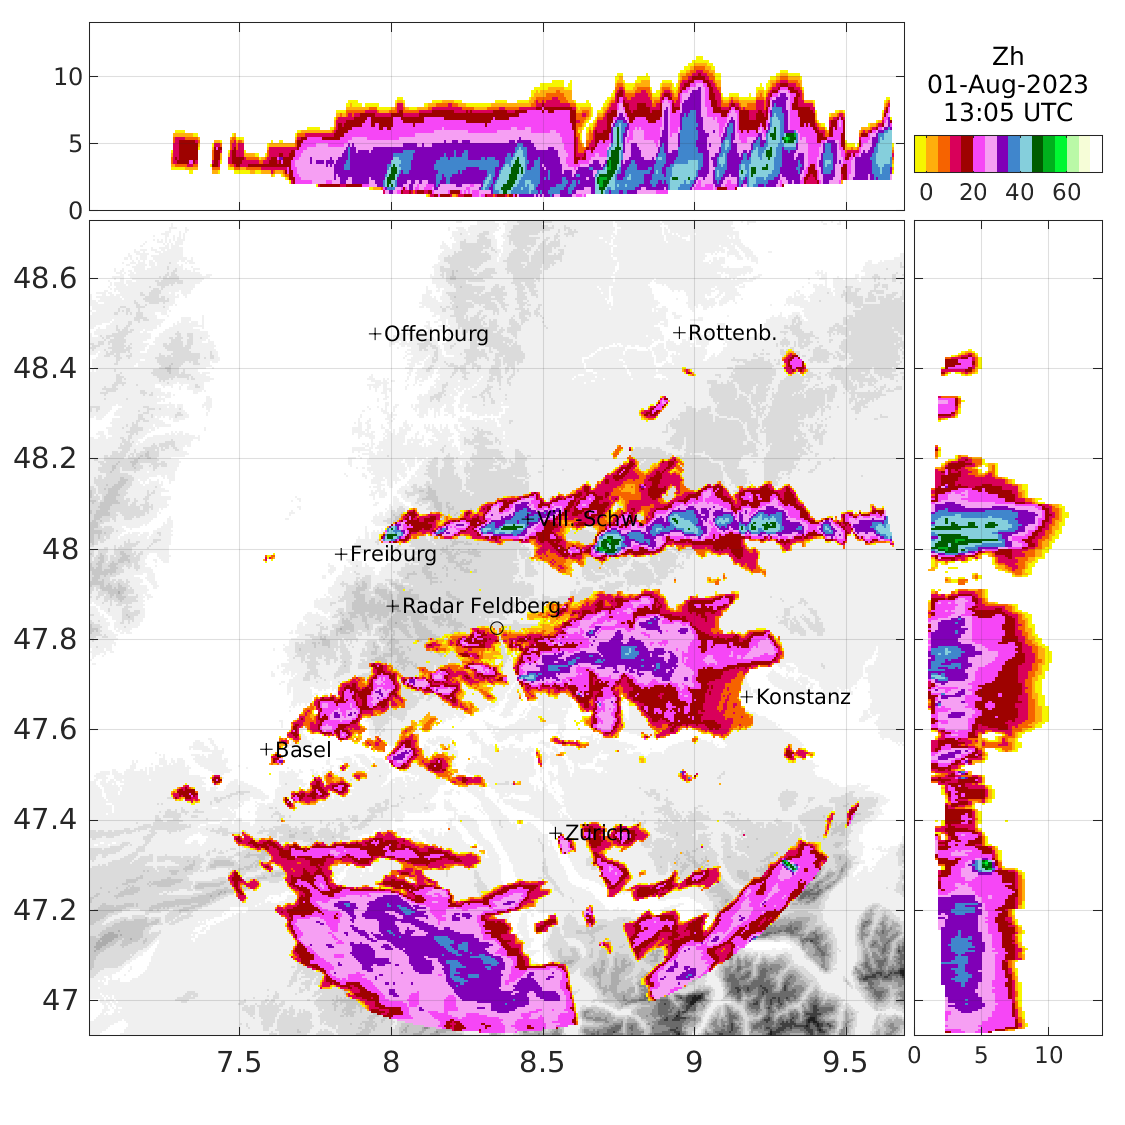 Zh
01-Aug-2023
13:05 UTC
0 20 40 60
10
5
0
48.6
48.4
48.2
48
47.8
47.6
47.4
47.2
47
Offenburg
Rottenb.
Vill.-Schw.
Freiburg
Radar Feldberg
Konstanz
Basel
Zürich
7.5 8 8.5 9 9.5
0 5 10